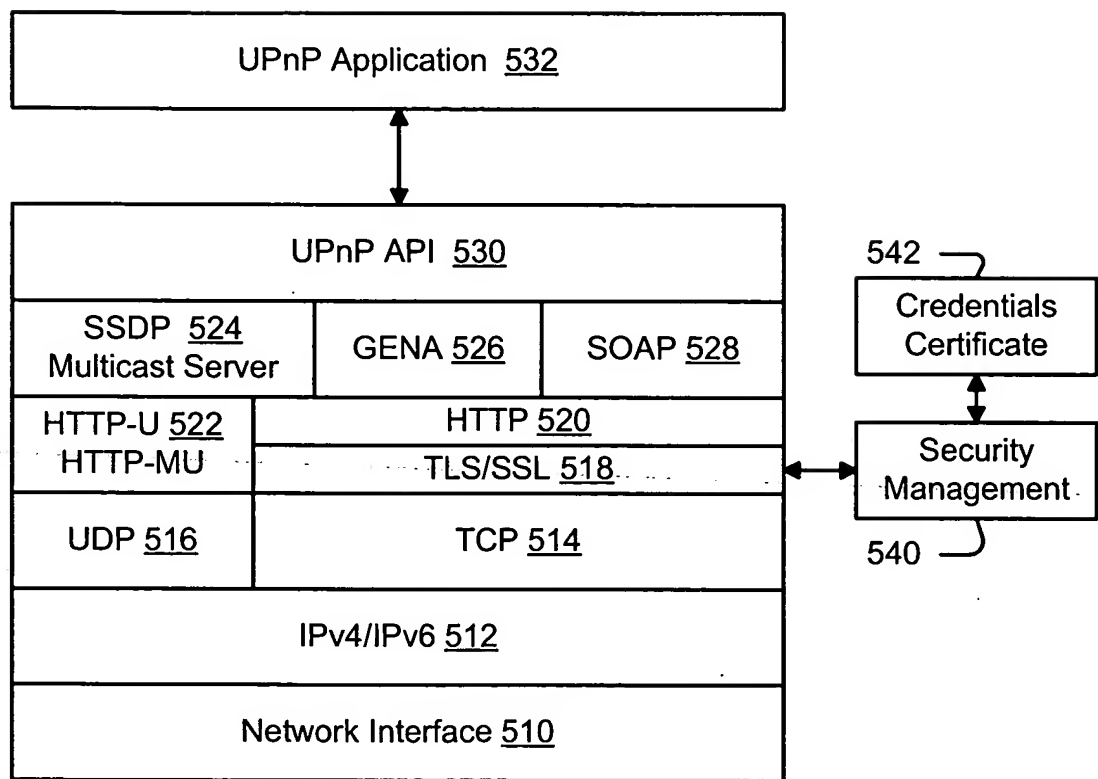 UPnP Application 532
UPnP API 530
542
SSDP 524
Multicast Server
GENA 526
SOAP 528
Credentials
Certificate
HTTP-U 522
HTTP-MU
HTTP 520
TLS/SSL 518
Security
Management
UDP 516
TCP 514
540
IPv4/IPv6 512
Network Interface 510